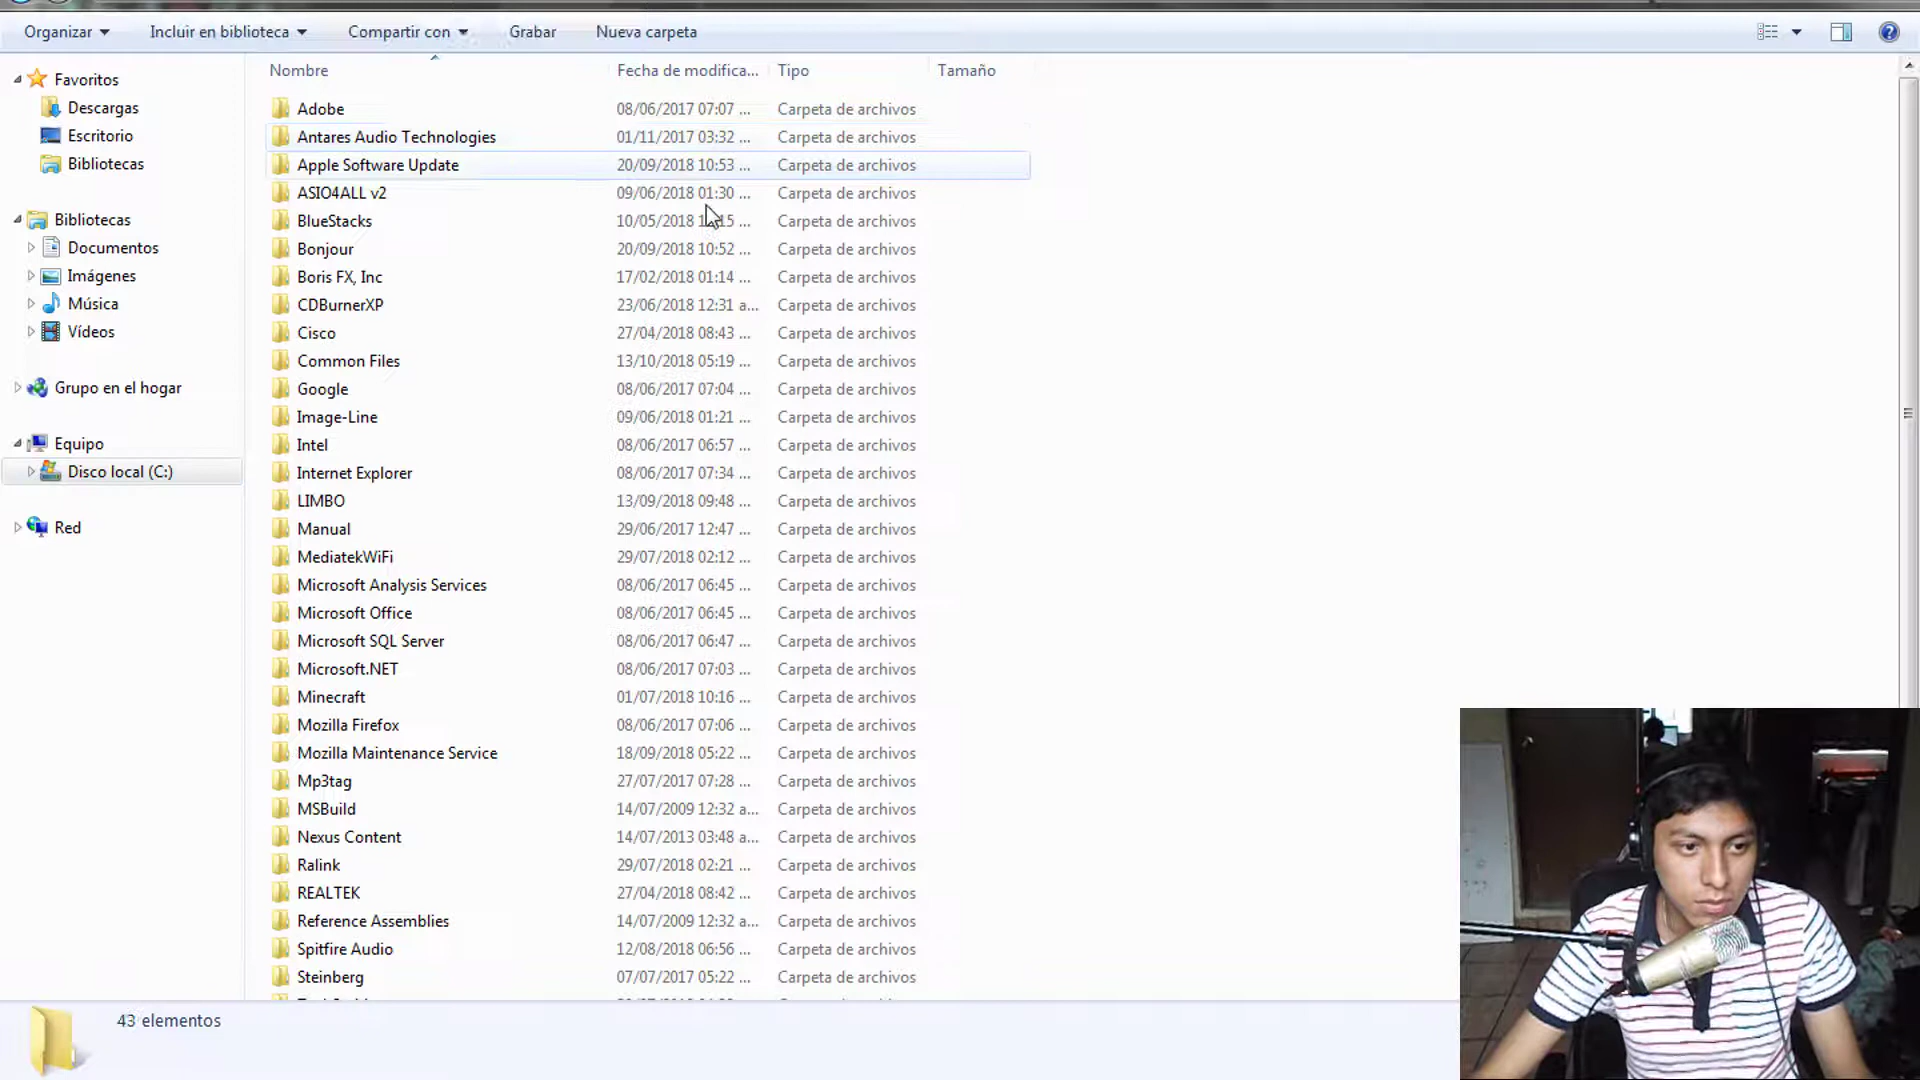 Organizar Incluir en biblioteca Compartir con Grabar Nueva carpeta
Favoritos
Descargas
Escritorio
Bibliotecas
Bibliotecas
Documentos
Imágenes
Música
Vídeos
Grupo en el hogar
Equipo
Disco local (C:)
Red
Nombre Fecha de modifica... Tipo Tamaño
Adobe 08/06/2017 07:07 ... Carpeta de archivos
Antares Audio Technologies 01/11/2017 03:32 ... Carpeta de archivos
Apple Software Update 20/09/2018 10:53 ... Carpeta de archivos
ASIO4ALL v2 09/06/2018 01:30 ... Carpeta de archivos
BlueStacks 10/05/2018 ... Carpeta de archivos
Bonjour 20/09/2018 10:52 ... Carpeta de archivos
Boris FX, Inc 17/02/2018 01:14 ... Carpeta de archivos
CDBurnerXP 23/06/2018 12:31 a... Carpeta de archivos
Cisco 27/04/2018 08:43 ... Carpeta de archivos
Common Files 13/10/2018 05:19 ... Carpeta de archivos
Google 08/06/2017 07:04 ... Carpeta de archivos
Image-Line 09/06/2018 01:21 ... Carpeta de archivos
Intel 08/06/2017 06:57 ... Carpeta de archivos
Internet Explorer 08/06/2017 07:34 ... Carpeta de archivos
LIMBO 13/09/2018 09:48 ... Carpeta de archivos
Manual 29/06/2017 12:47 ... Carpeta de archivos
MediatekWiFi 29/07/2018 02:12 ... Carpeta de archivos
Microsoft Analysis Services 08/06/2017 06:45 ... Carpeta de archivos
Microsoft Office 08/06/2017 06:45 ... Carpeta de archivos
Microsoft SQL Server 08/06/2017 06:47 ... Carpeta de archivos
Microsoft.NET 08/06/2017 07:03 ... Carpeta de archivos
Minecraft 01/07/2018 10:16 ... Carpeta de archivos
Mozilla Firefox 08/06/2017 07:06 ... Carpeta de archivos
Mozilla Maintenance Service 18/09/2018 05:22 ... Carpeta de archivos
Mp3tag 27/07/2017 07:28 ... Carpeta de archivos
MSBuild 14/07/2009 12:32 a... Carpeta de archivos
Nexus Content 14/07/2013 03:48 a... Carpeta de archivos
Ralink 29/07/2018 02:21 ... Carpeta de archivos
REALTEK 27/04/2018 08:42 ... Carpeta de archivos
Reference Assemblies 14/07/2009 12:32 a... Carpeta de archivos
Spitfire Audio 12/08/2018 06:56 ... Carpeta de archivos
Steinberg 07/07/2017 05:22 ... Carpeta de archivos
43 elementos